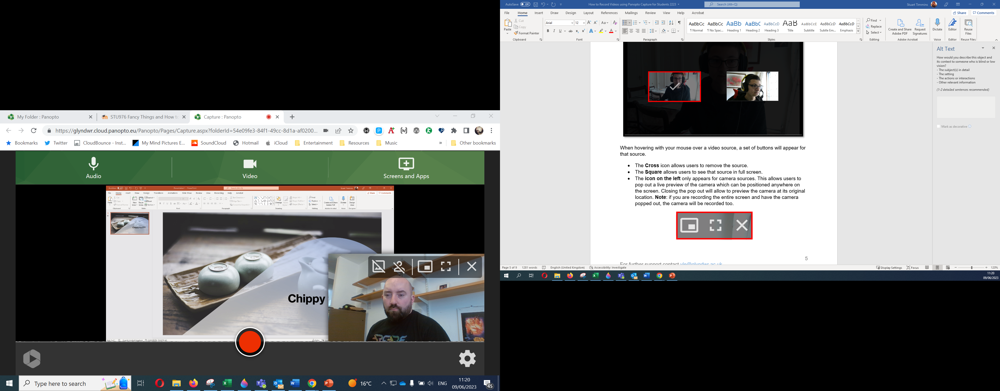 My Folder : Panopto
STU976 Fancy Things and How to
Capture : Panopto
https://glyndwr.cloud.panopto.eu/Panopto/Pages/Capture.aspx?folderId=54e09fe3-84f1-49cc-8d1a-af0200...
Bookmarks
Twitter
CloudBounce - Inst...
My Mind Pictures E...
SoundCloud
Hotmail
iCloud
Entertainment
Resources
Music
»
Other bookmarks
Audio
Video
Screens and Apps
Chippy tea???
Chippy
ARCADE
Type here to search
16°C
ENG
11:20
09/06/2023
45
AutoSave Off
How to Record Videos using Panopto Capture for Students 2223
Search (Alt+Q)
Stuart Timmins
File Home Insert Draw Design Layout References Mailings Review View Help Acrobat
Share
Comments
Paste
Cut
Copy
Format Painter
Clipboard
Arial
12
Font
Paragraph
AaBbCc AaBbCc AaBb AaBbC AaBbCcD AaB AaBbCcD AaBbCcD AaBbCcD
¶ Normal ¶ No Spac... Heading 1 Heading 2 Heading 3 Title Subtitle Subtle Em... Emphasis
Styles
Find
Replace
Select
Editing
Create and Share Adobe PDF
Request Signatures
Adobe Acrobat
Dictate
Voice
Editor
Editor
Reuse Files
Reuse Files
When hovering with your mouse over a video source, a set of buttons will appear for
that source.
• The Cross icon allows users to remove the source.
• The Square allows users to see that source in full screen.
• The icon on the left only appears for camera sources. This allows users to
pop out a live preview of the camera which can be positioned anywhere on
the screen. Closing the pop out will allow to preview the camera at its original
location. Note: if you are recording the entire screen and have the camera
popped out, the camera will be recorded too.
5
For further support contact vle@glyndwr.ac.uk
Alt Text
How would you describe this object and
its context to someone who is blind or low
vision?
- The subject(s) in detail
- The setting
- The actions or interactions
- Other relevant information
(1-2 detailed sentences recommended)
Mark as decorative
Page 5 of 9
1281 words
English (United Kingdom)
Accessibility: Investigate
Display Settings
Focus
120%
11:20
09/06/2023